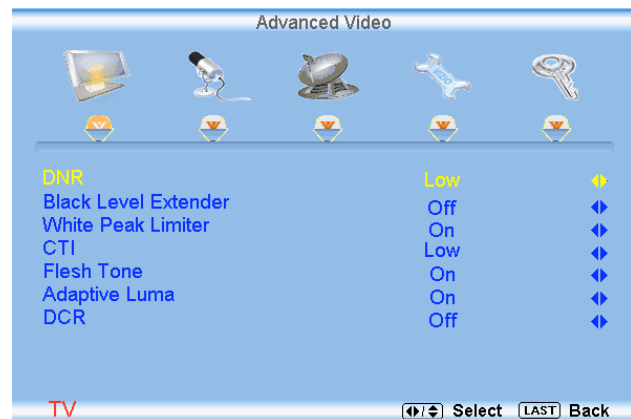 Advanced Video
VIZIO
DNR Low
Black Level Extender Off
White Peak Limiter On
CTI Low
Flesh Tone On
Adaptive Luma On
DCR Off
TV Select LAST Back